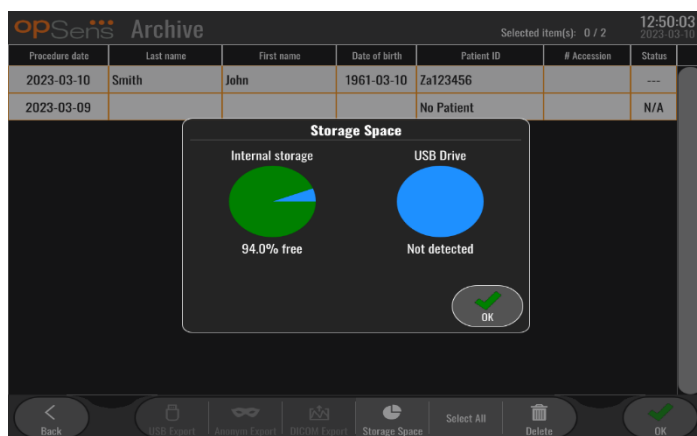 opSens Archive Selected item(s): 0 / 2 12:50:03
2023-03-10
Procedure date Last name First name Date of birth Patient ID # Accession Status
2023-03-10 Smith John 1961-03-10 Za123456 ---
2023-03-09 No Patient N/A
Storage Space
Internal storage USB Drive
94.0% free Not detected
OK
Back USB Export Anonym Export DICOM Export Storage Space Select All Delete OK